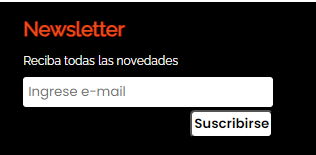 Newsletter
Reciba todas las novedades
Ingrese e-mail
Suscribirse